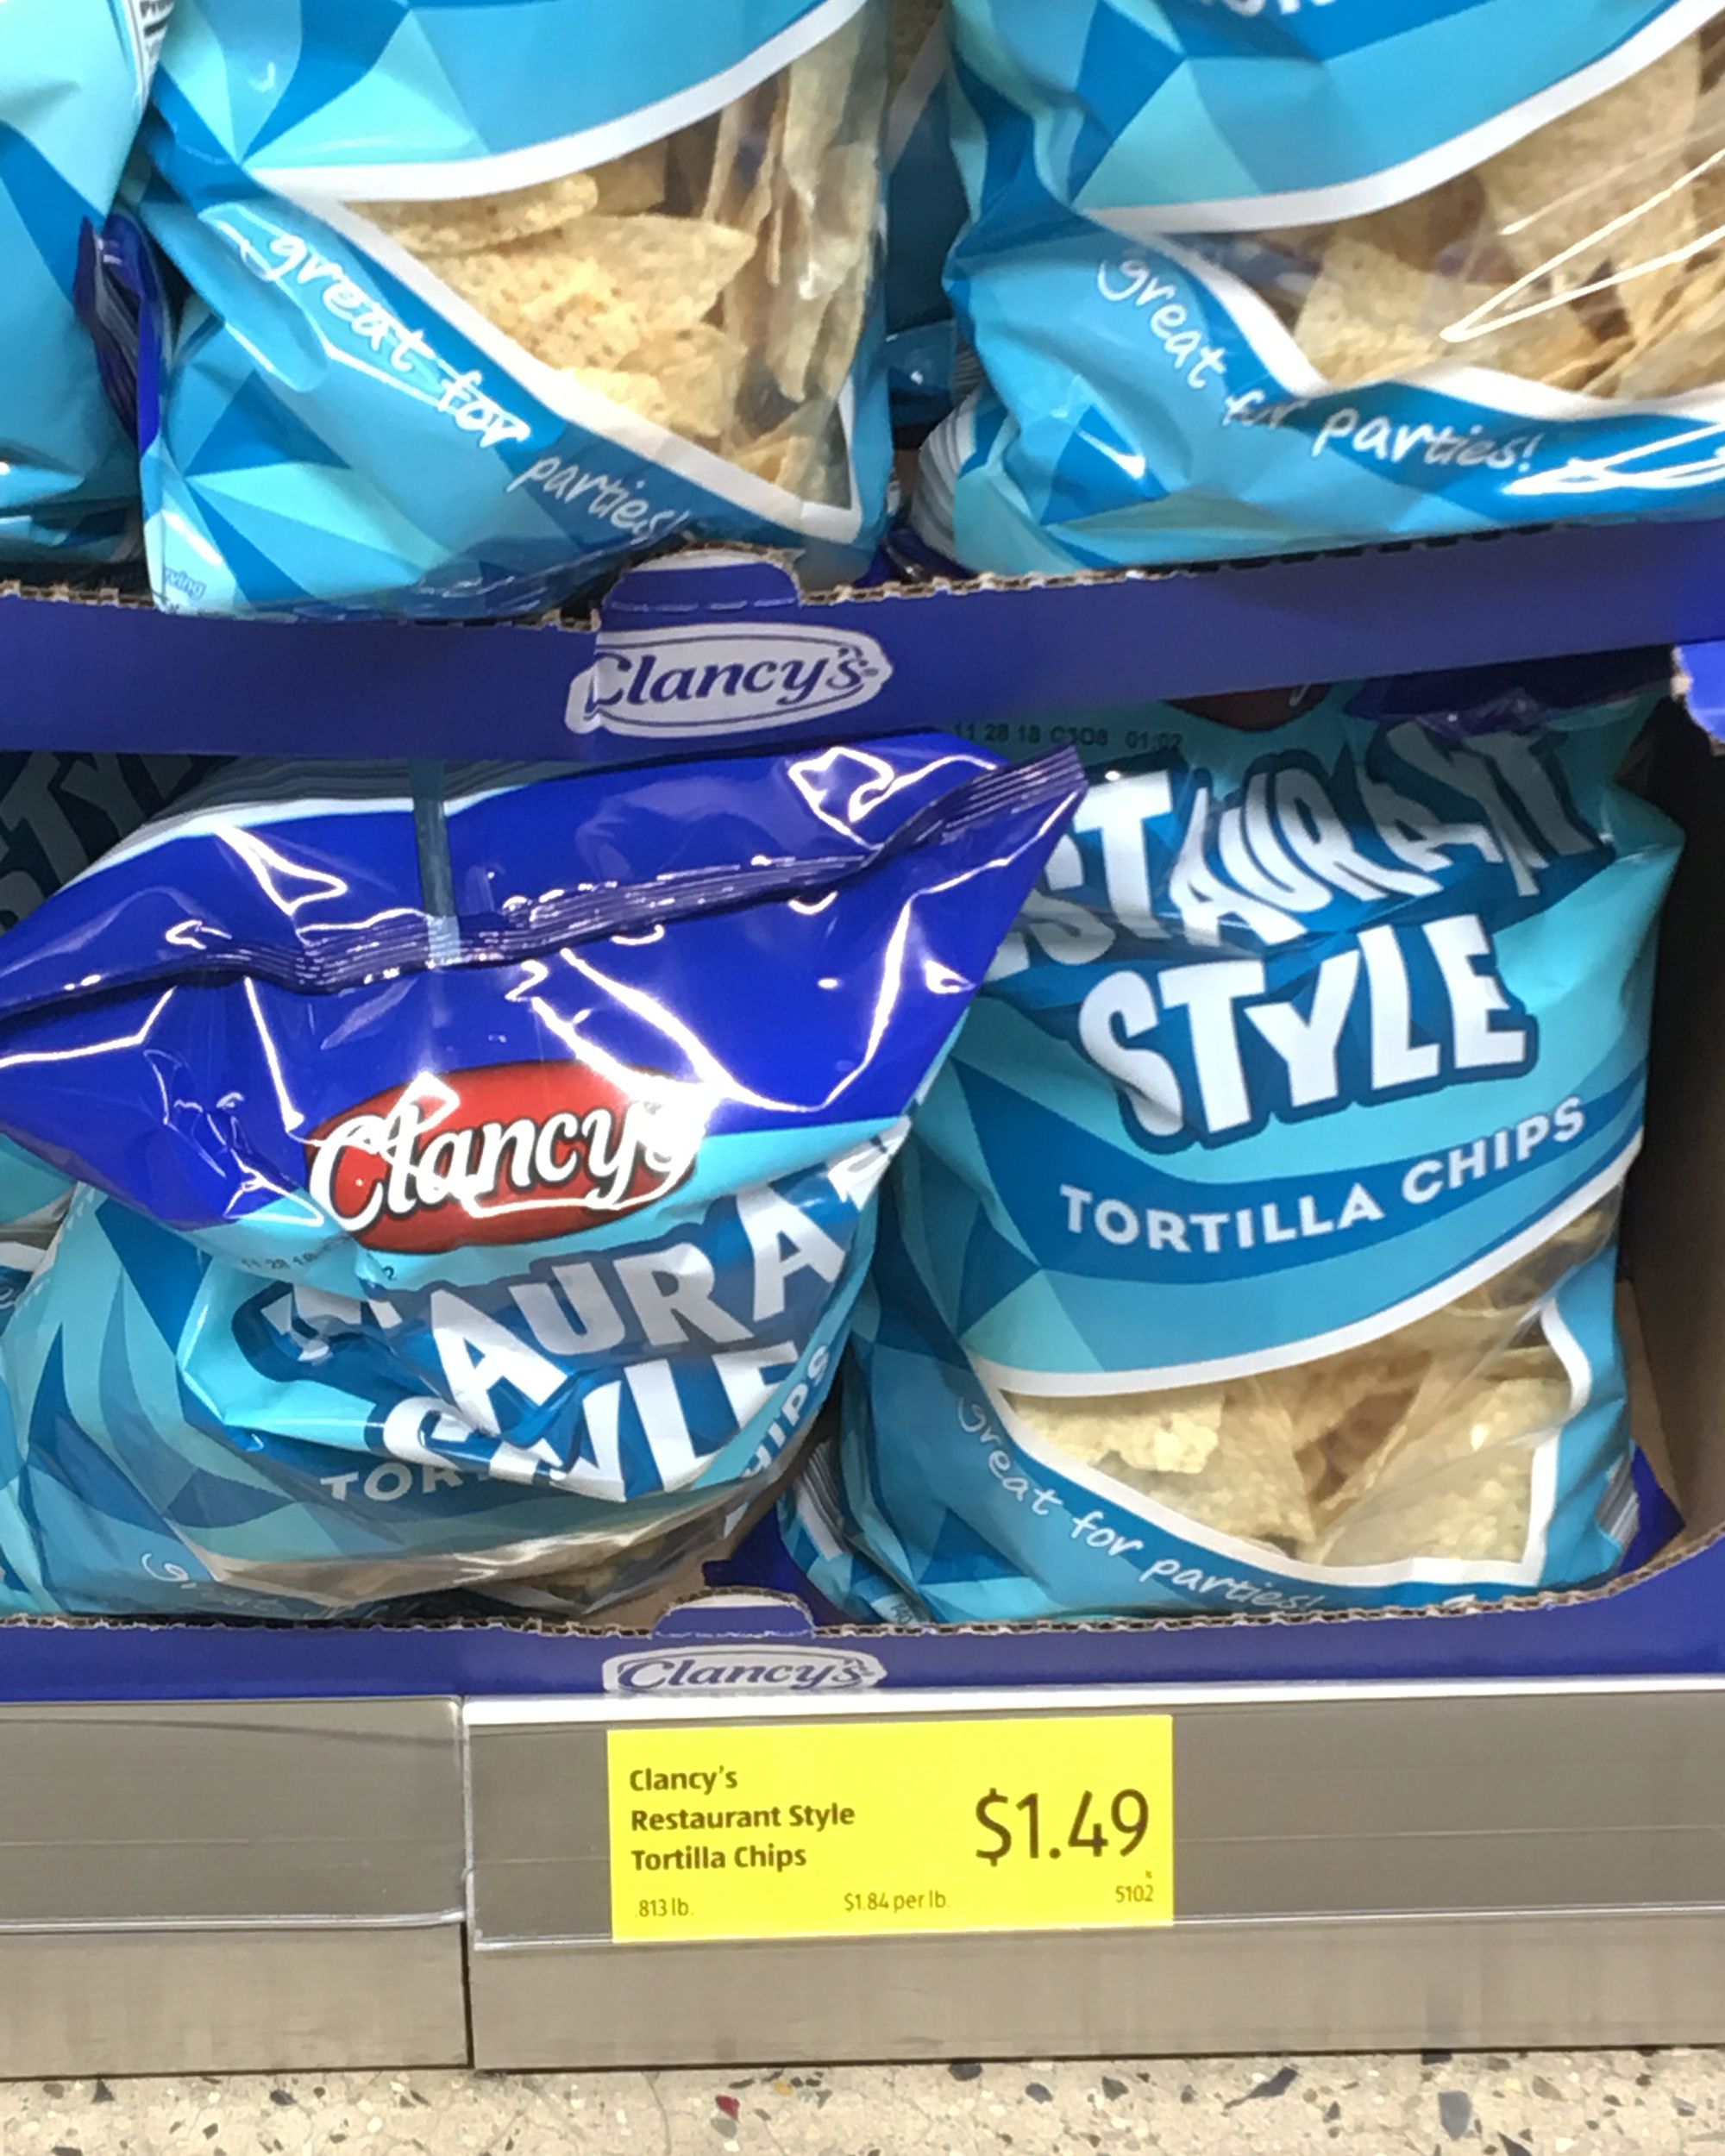 great for
parties!
great for parties!
Clancy's
11 28 18 C308 01:02
STYLE
TORTILLA CHIPS
Clancy's
great for parties!
Clancy's
Clancy's
Restaurant Style
Tortilla Chips
$1.49
.813 lb.
$1.84 per lb.
5102